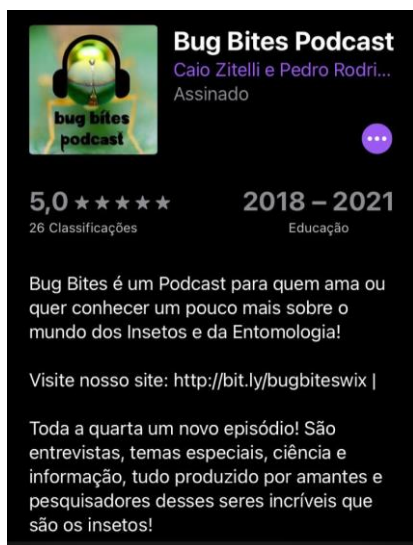 bug bites
podcast
Bug Bites Podcast
Caio Zitelli e Pedro Rodri...
Assinado
5,0 ★★★★★
26 Classificações
2018 – 2021
Educação
Bug Bites é um Podcast para quem ama ou
quer conhecer um pouco mais sobre o
mundo dos Insetos e da Entomologia!
Visite nosso site: http://bit.ly/bugbiteswix |
Toda a quarta um novo episódio! São
entrevistas, temas especiais, ciência e
informação, tudo produzido por amantes e
pesquisadores desses seres incríveis que
são os insetos!